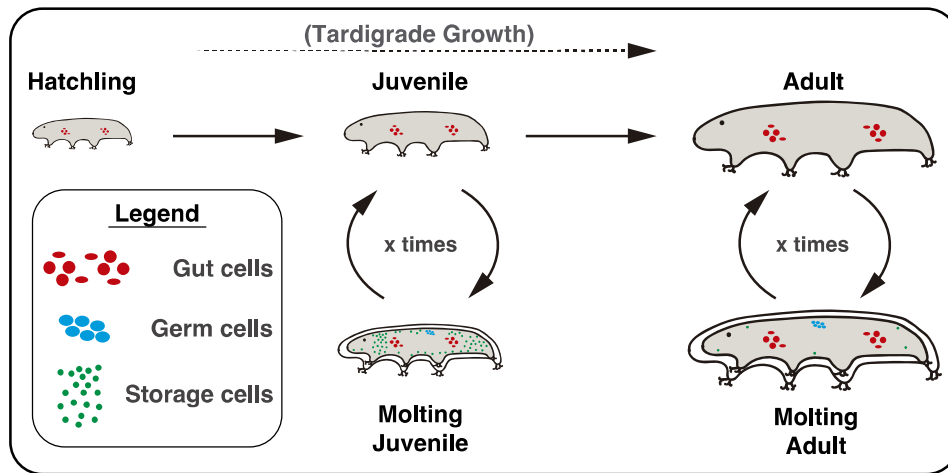 (Tardigrade Growth)
Hatchling
Juvenile
Adult
Legend
Gut cells
Germ cells
Storage cells
x times
x times
Molting
Juvenile
Molting
Adult